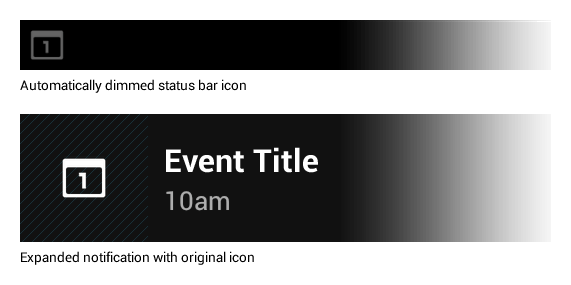 1
Automatically dimmed status bar icon
1
Event Title
10am
Expanded notification with original icon